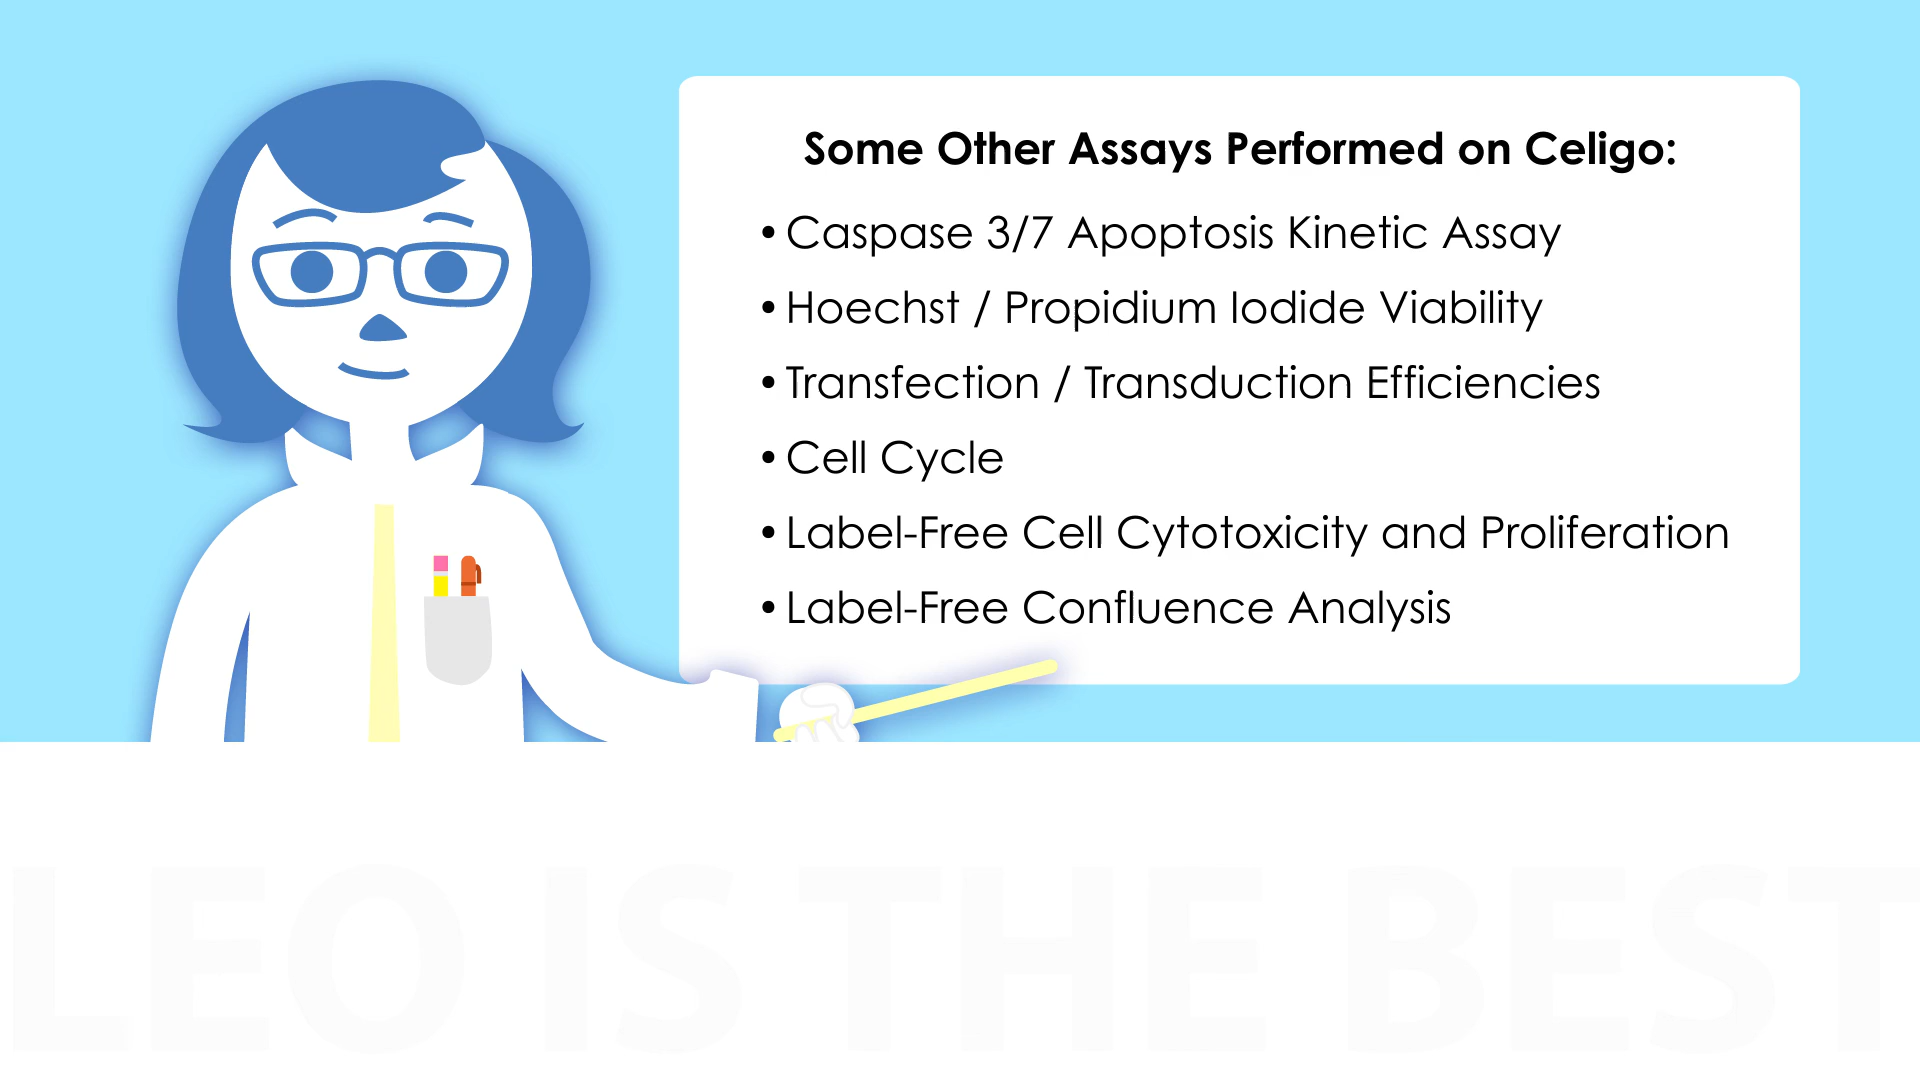 Some Other Assays Performed on Celigo:
• Caspase 3/7 Apoptosis Kinetic Assay
• Hoechst / Propidium Iodide Viability
• Transfection / Transduction Efficiencies
• Cell Cycle
• Label-Free Cell Cytotoxicity and Proliferation
• Label-Free Confluence Analysis
LEO IS THE BEST